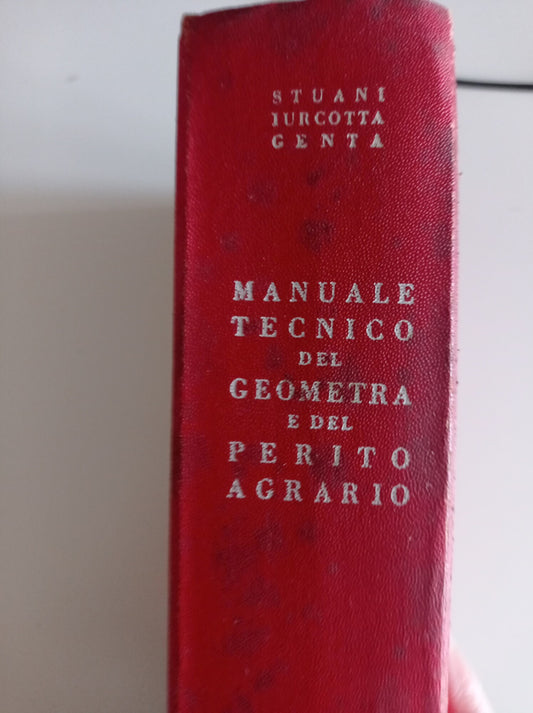 STUANI
IURCOTTA
GENTA
MANUALE
TECNICO
DEL
GEOMETRA
E DEL
PERITO
AGRARIO